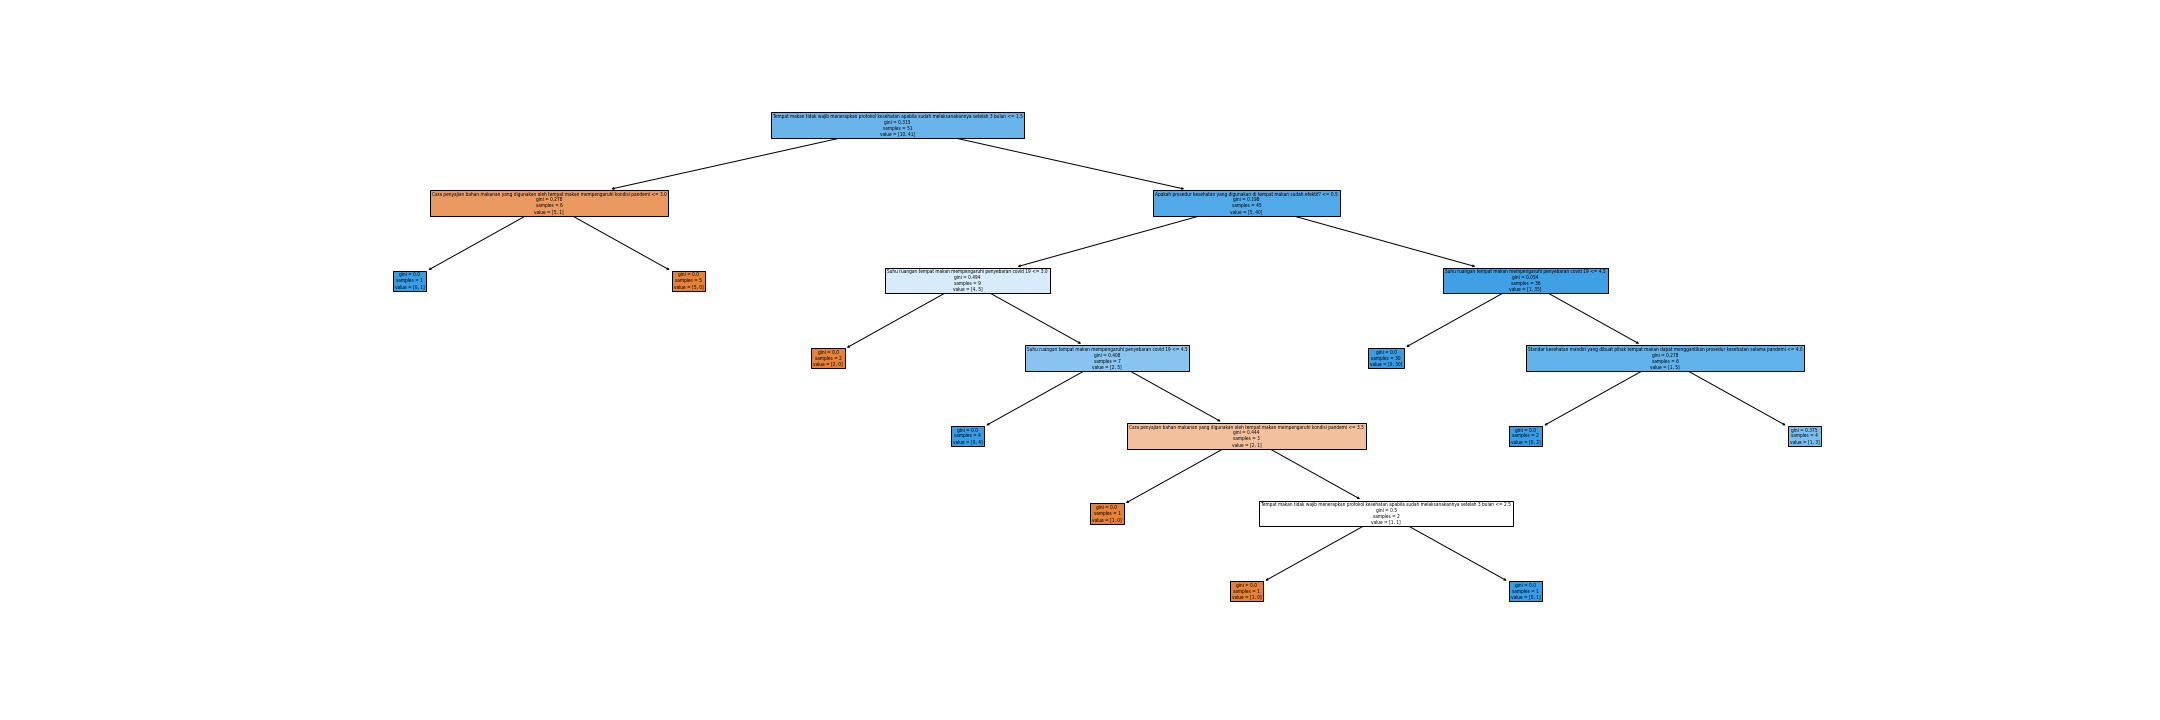 Tempat makan tidak wajib menerapkan protokol kesehatan apabila sudah melaksanakannya setelah 3 bulan <= 1.5
gini = 0.315
samples = 51
value = [10, 41]
Cara penyajian bahan makanan yang digunakan oleh tempat makan mempengaruhi kondisi pandemi <= 3.0
gini = 0.278
samples = 6
value = [5, 1]
Apakah prosedur kesehatan yang digunakan di tempat makan sudah efektif? <= 0.5
gini = 0.198
samples = 45
value = [5, 40]
gini = 0.0
samples = 1
value = [0, 1]
gini = 0.0
samples = 5
value = [5, 0]
Suhu ruangan tempat makan mempengaruhi penyebaran covid 19 <= 3.0
gini = 0.494
samples = 9
value = [4, 5]
Suhu ruangan tempat makan mempengaruhi penyebaran covid 19 <= 4.5
gini = 0.054
samples = 36
value = [1, 35]
gini = 0.0
samples = 2
value = [2, 0]
Suhu ruangan tempat makan mempengaruhi penyebaran covid 19 <= 4.5
gini = 0.408
samples = 7
value = [2, 5]
gini = 0.0
samples = 30
value = [0, 30]
Standar kesehatan mandiri yang dibuat pihak tempat makan dapat menggantikan prosedur kesehatan selama pandemi <= 4.0
gini = 0.278
samples = 6
value = [1, 5]
gini = 0.0
samples = 4
value = [0, 4]
Cara penyajian bahan makanan yang digunakan oleh tempat makan mempengaruhi kondisi pandemi <= 3.5
gini = 0.444
samples = 3
value = [2, 1]
gini = 0.0
samples = 2
value = [0, 2]
gini = 0.375
samples = 4
value = [1, 3]
gini = 0.0
samples = 1
value = [1, 0]
Tempat makan tidak wajib menerapkan protokol kesehatan apabila sudah melaksanakannya setelah 3 bulan <= 2.5
gini = 0.5
samples = 2
value = [1, 1]
gini = 0.0
samples = 1
value = [1, 0]
gini = 0.0
samples = 1
value = [0, 1]